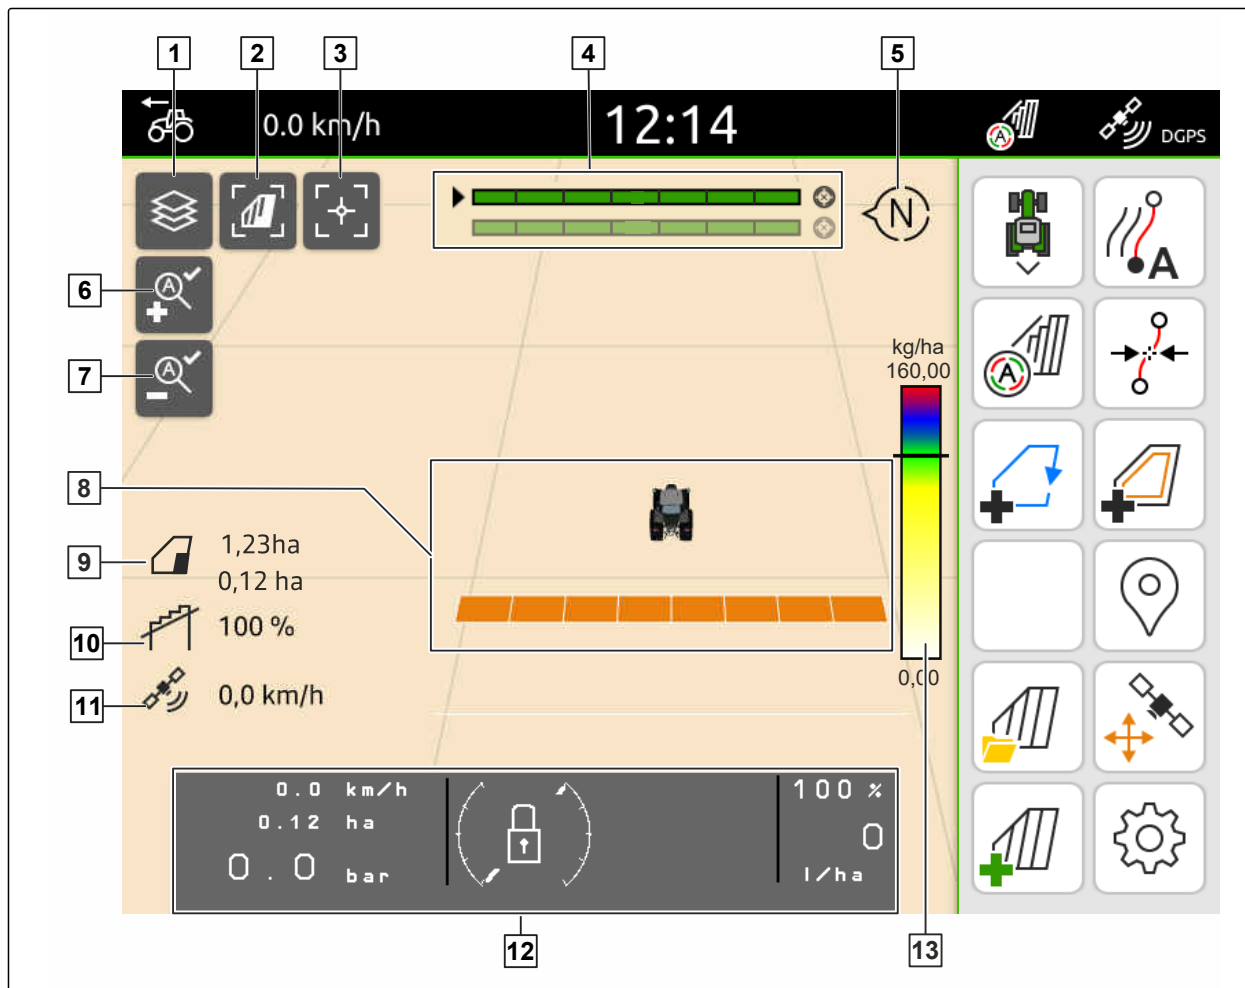 1 2 3 4 5
0.0 km/h 12:14 DGPS
N
A
6 A
7 A
A
kg/ha
160,00
8
9 1,23ha
0,12 ha
10 100 %
11 0,0 km/h
0,00
0.0 km/h 100 %
0.12 ha
0.0 bar 0
l/ha
12 13